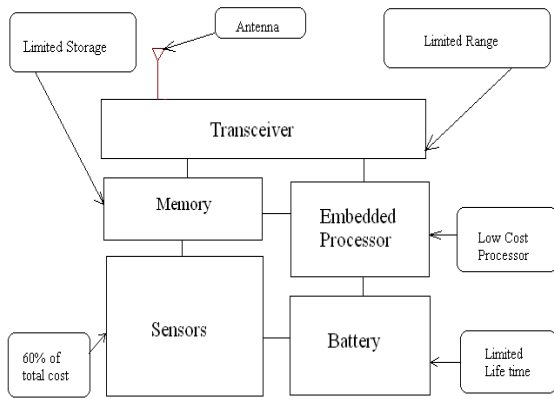 Antenna
Limited Storage
Limited Range
Transceiver
Memory
Embedded
Processor
Low Cost
Processor
Sensors
Battery
60% of
total cost
Limited
Life time